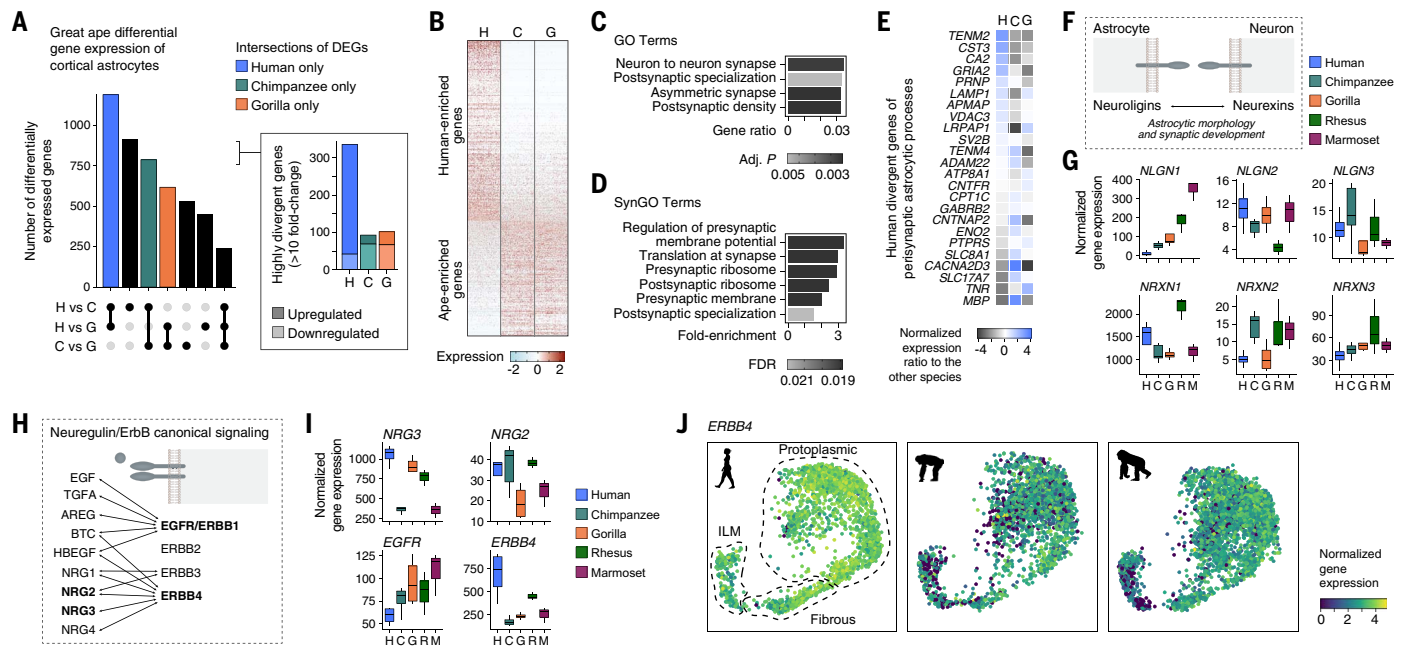 A
Great ape differential
gene expression of
cortical astrocytes
Intersections of DEGs
Human only
Chimpanzee only
Gorilla only
Number of differentially
expressed genes
1000
750
500
250
0
H vs C
H vs G
C vs G
Highly divergent genes
(>10 fold-change)
300
200
100
0
H C G
Upregulated
Downregulated
B
H C G
Human-enriched
genes
Ape-enriched
genes
Expression
-2 0 2
C
GO Terms
Neuron to neuron synapse
Postsynaptic specialization
Asymmetric synapse
Postsynaptic density
Gene ratio 0 0.03
Adj. P
0.005 0.003
D
SynGO Terms
Regulation of presynaptic
membrane potential
Translation at synapse
Presynaptic ribosome
Postsynaptic ribosome
Presynaptic membrane
Postsynaptic specialization
Fold-enrichment 0 3
FDR
0.021 0.019
E
H C G
Human divergent genes of
perisynaptic astrocytic processes
TENM2
CST3
CA2
GRIA2
PRNP
LAMP1
APMAP
VDAC3
LRPAP1
SV2B
TENM4
ADAM22
ATP8A1
CNTFR
CPT1C
GABRB2
CNTNAP2
ENO2
PTPRS
SLC8A1
CACNA2D3
SLC17A7
TNR
MBP
Normalized
expression
ratio to the
other species
-4 0 4
F
Astrocyte Neuron
Neuroligins Neurexins
Astrocytic morphology
and synaptic development
Human
Chimpanzee
Gorilla
Rhesus
Marmoset
G
Normalized
gene expression
NLGN1
400
300
200
100
0
NLGN2
16
12
8
4
NLGN3
20
15
10
NRXN1
2000
1500
1000
H C G R M
NRXN2
20
15
10
5
H C G R M
NRXN3
90
60
30
H C G R M
H
Neuregulin/ErbB canonical signaling
EGF
TGFA
AREG
BTC
HBEGF
NRG1
NRG2
NRG3
NRG4
EGFR/ERBB1
ERBB2
ERBB3
ERBB4
I
Normalized
gene expression
NRG3
1000
750
500
250
NRG2
40
30
20
10
EGFR
125
100
75
50
H C G R M
ERBB4
750
500
250
H C G R M
Human
Chimpanzee
Gorilla
Rhesus
Marmoset
J
ERBB4
Protoplasmic
ILM
Fibrous
Normalized
gene
expression
0 2 4